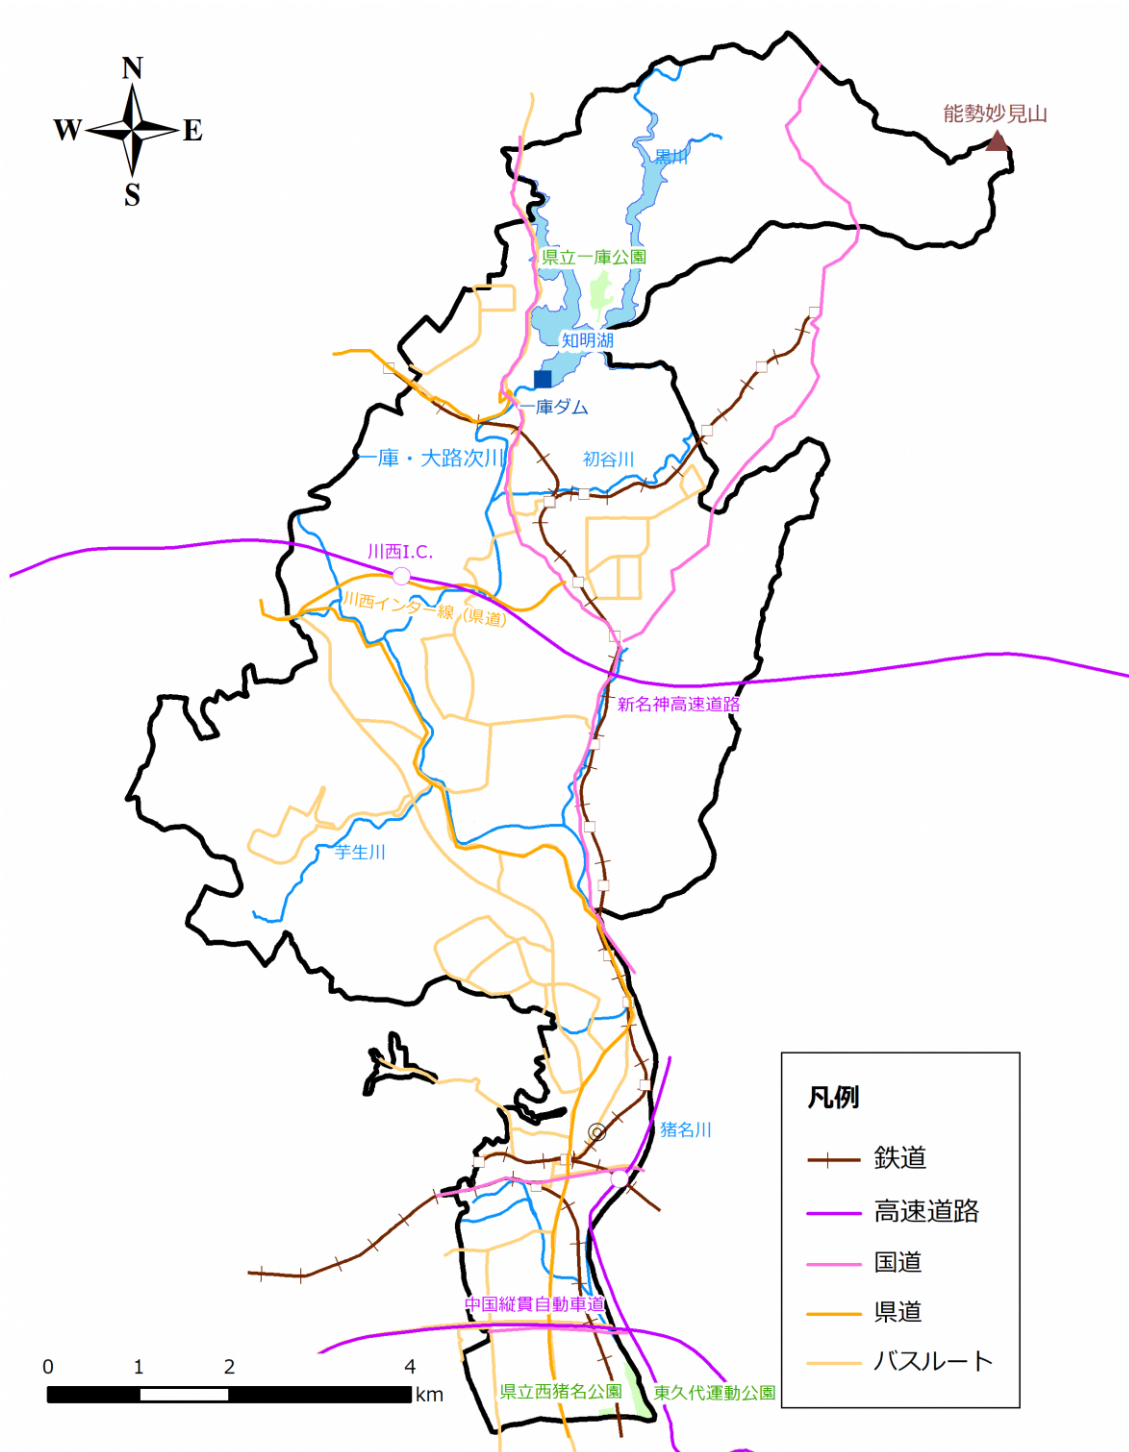 N
W
E
S
能勢妙見山
黒川
県立一庫公園
知明湖
一庫ダム
一庫・大路次川
初谷川
川西I.C.
川西インター線（県道）
新名神高速道路
芋生川
猪名川
中国縦貫自動車道
県立西猪名公園
東久代運動公園
凡例
鉄道
高速道路
国道
県道
バスルート
0 1 2 4
km